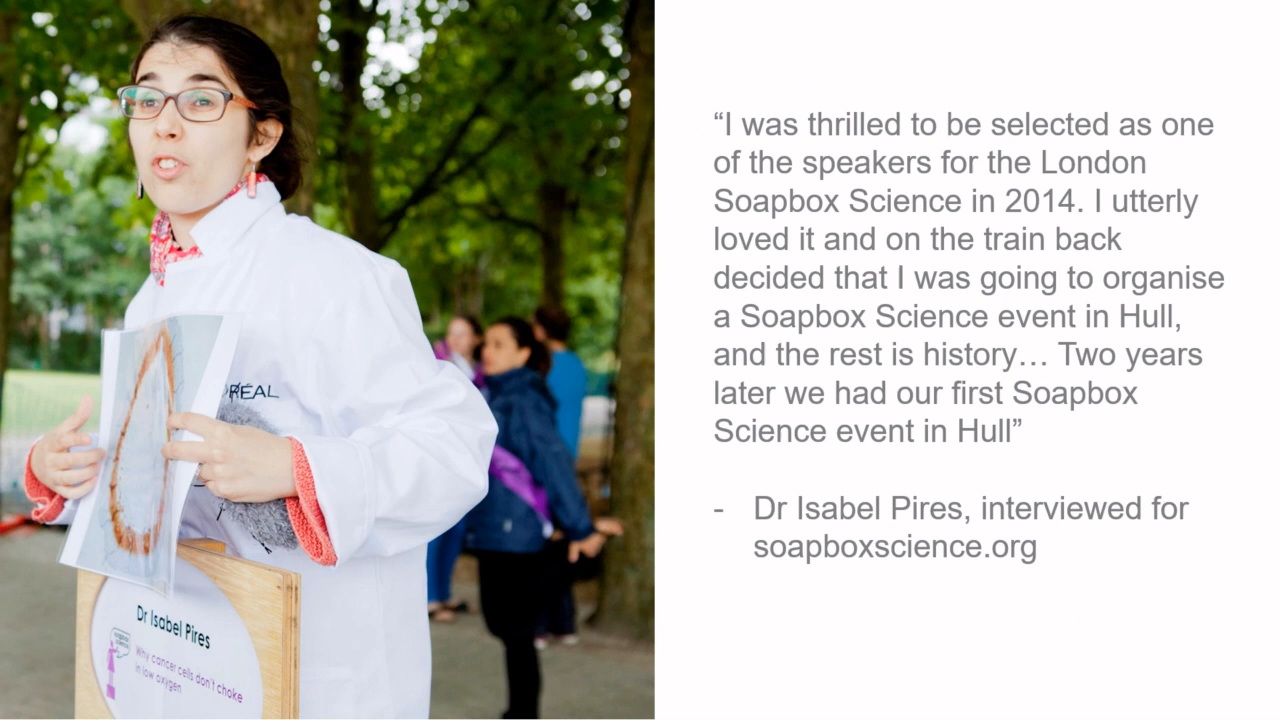 “I was thrilled to be selected as one
of the speakers for the London
Soapbox Science in 2014. I utterly
loved it and on the train back
decided that I was going to organise
a Soapbox Science event in Hull,
and the rest is history… Two years
later we had our first Soapbox
Science event in Hull”
- Dr Isabel Pires, interviewed for
soapboxscience.org
RÉAL
Dr Isabel Pires
Why cancer cells don't choke
in low oxygen